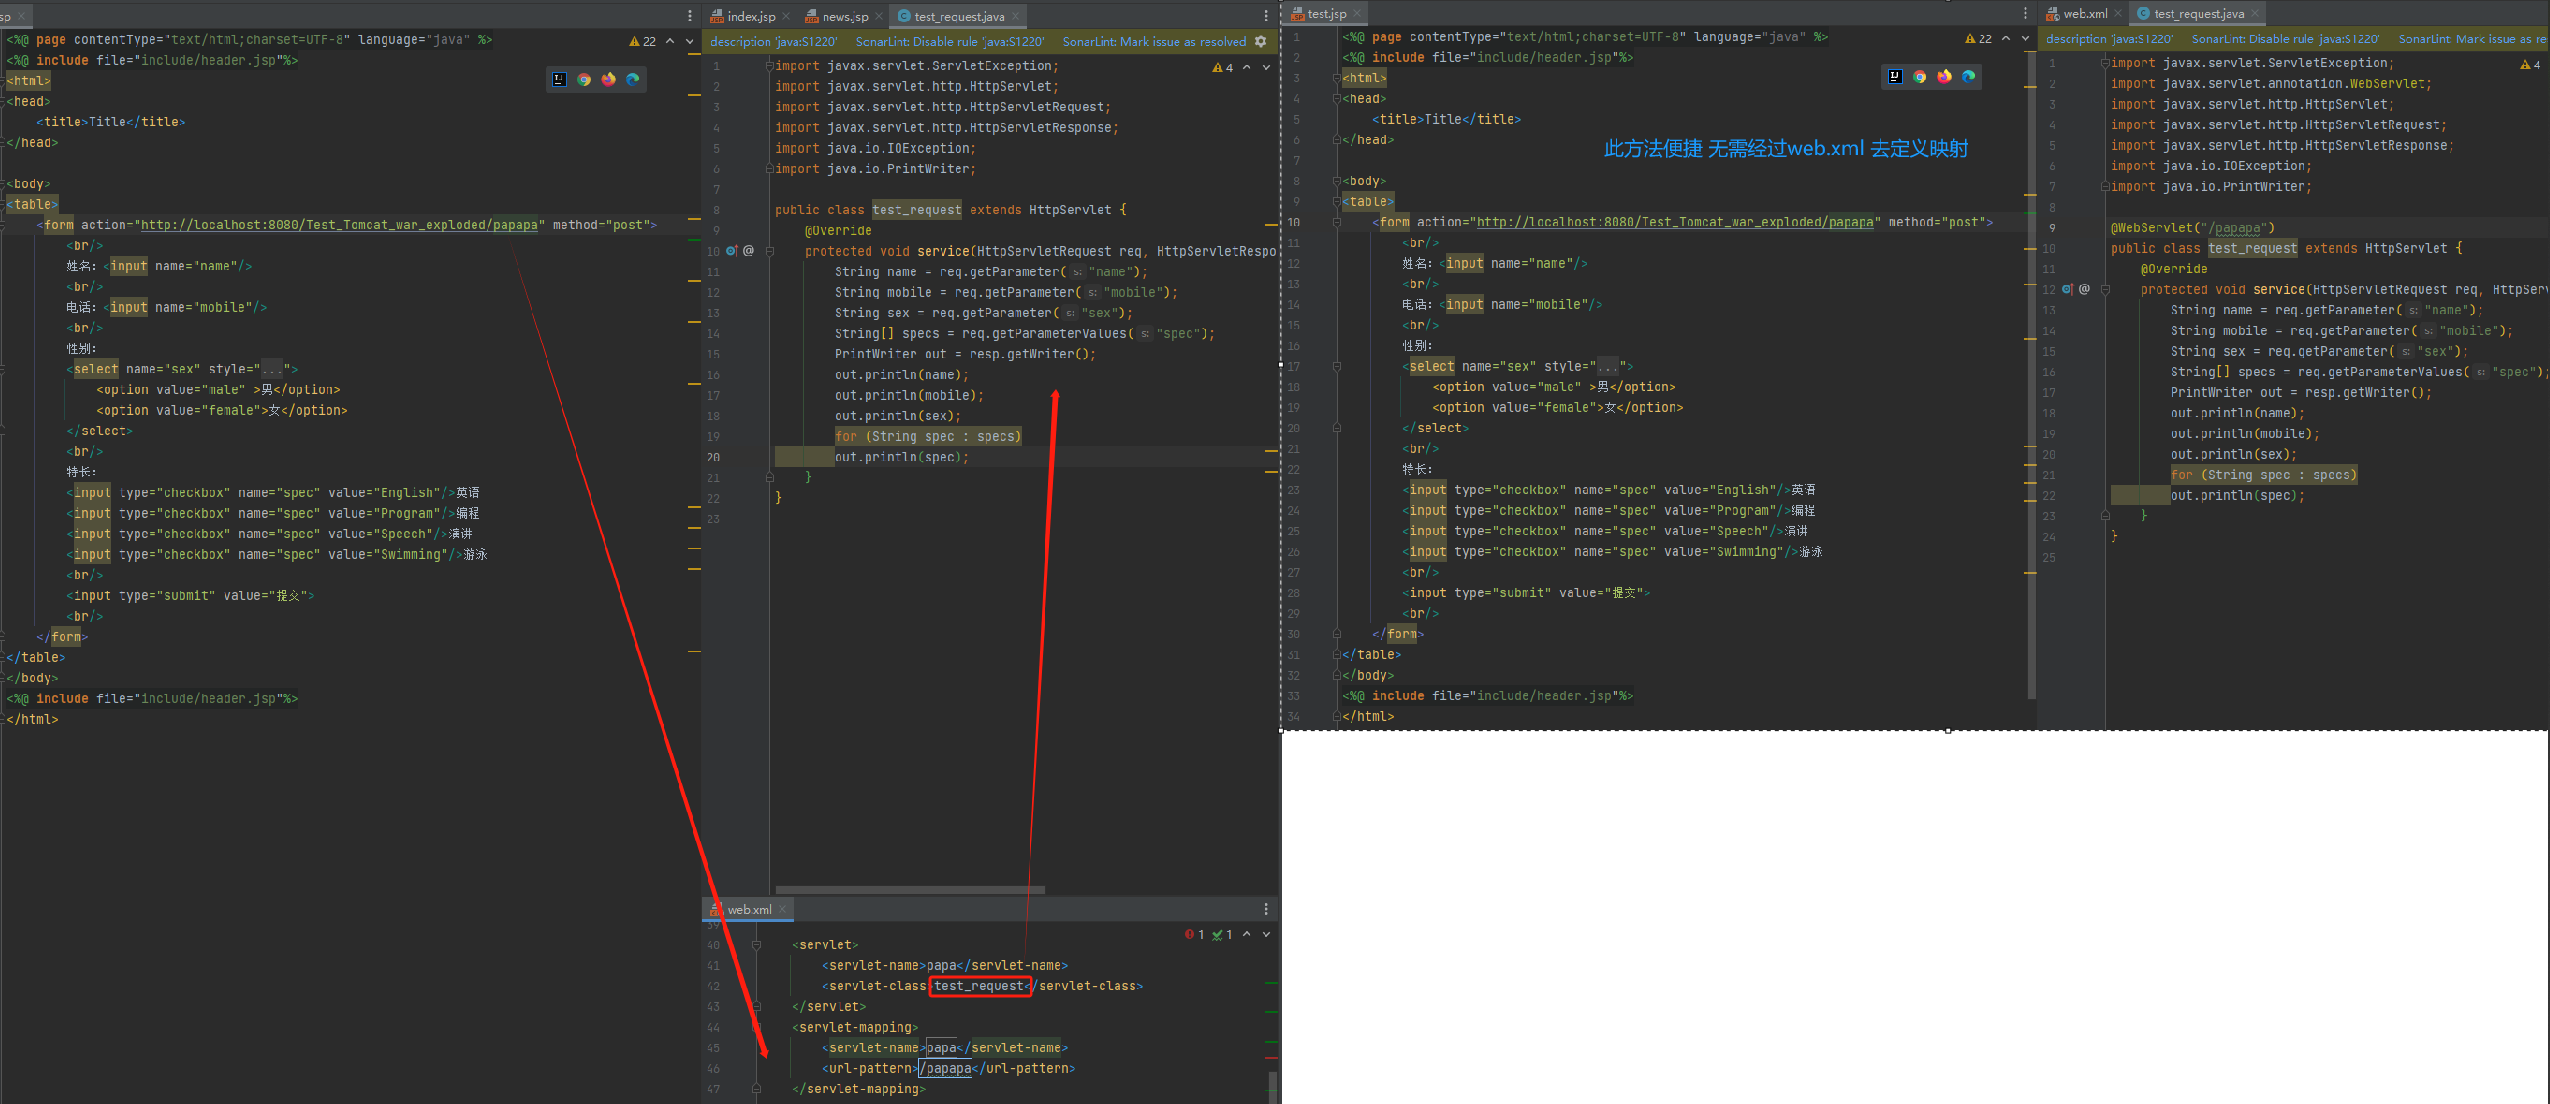 sp
<%@ page contentType="text/html;charset=UTF-8" language="java" %>
22
<%@ include file="include/header.jsp"%>
<html>
<head>
<title>Title</title>
</head>
<body>
<table>
<form action="http://localhost:8080/Test_Tomcat_war_exploded/papapa" method="post">
<br/>
姓名: <input name="name"/>
<br/>
电话: <input name="mobile"/>
<br/>
性别:
<select name="sex" style="...">
<option value="male" >男</option>
<option value="female">女</option>
</select>
<br/>
特长:
<input type="checkbox" name="spec" value="English"/>英语
<input type="checkbox" name="spec" value="Program"/>编程
<input type="checkbox" name="spec" value="Speech"/>演讲
<input type="checkbox" name="spec" value="Swimming"/>游泳
<br/>
<input type="submit" value="提交">
<br/>
</form>
</table>
</body>
<%@ include file="include/header.jsp"%>
</html>
index.jsp news.jsp test_request.java
description 'java:S1220' SonarLint: Disable rule 'java:S1220' SonarLint: Mark issue as resolved
4
1 import javax.servlet.ServletException;
2 import javax.servlet.http.HttpServlet;
3 import javax.servlet.http.HttpServletRequest;
4 import javax.servlet.http.HttpServletResponse;
5 import java.io.IOException;
6 import java.io.PrintWriter;
7
8 public class test_request extends HttpServlet {
9 @Override
10 protected void service(HttpServletRequest req, HttpServletRespo
11 String name = req.getParameter( s: "name");
12 String mobile = req.getParameter( s: "mobile");
13 String sex = req.getParameter( s: "sex");
14 String[] specs = req.getParameterValues( s: "spec");
15 PrintWriter out = resp.getWriter();
16 out.println(name);
17 out.println(mobile);
18 out.println(sex);
19 for (String spec : specs)
20 out.println(spec);
21 }
22 }
23
web.xml
39
1 1
40 <servlet>
41 <servlet-name>papa</servlet-name>
42 <servlet-class>test_request</servlet-class>
43 </servlet>
44 <servlet-mapping>
45 <servlet-name>papa</servlet-name>
46 <url-pattern>/papapa</url-pattern>
47 </servlet-mapping>
test.jsp
1 <%@ page contentType="text/html;charset=UTF-8" language="java" %>
22
2 <%@ include file="include/header.jsp"%>
3 <html>
4 <head>
5 <title>Title</title>
6 </head>
此方法便捷 无需经过web.xml 去定义映射
7
8 <body>
9 <table>
10 <form action="http://localhost:8080/Test_Tomcat_war_exploded/papapa" method="post">
11 <br/>
12 姓名: <input name="name"/>
13 <br/>
14 电话: <input name="mobile"/>
15 <br/>
16 性别:
17 <select name="sex" style="...">
18 <option value="male" >男</option>
19 <option value="female">女</option>
20 </select>
21 <br/>
22 特长:
23 <input type="checkbox" name="spec" value="English"/>英语
24 <input type="checkbox" name="spec" value="Program"/>编程
25 <input type="checkbox" name="spec" value="Speech"/>演讲
26 <input type="checkbox" name="spec" value="Swimming"/>游泳
27 <br/>
28 <input type="submit" value="提交">
29 <br/>
30 </form>
31 </table>
32 </body>
33 <%@ include file="include/header.jsp"%>
34 </html>
web.xml test_request.java
description 'java:S1220' SonarLint: Disable rule 'java:S1220' SonarLint: Mark issue as re
4
1 import javax.servlet.ServletException;
2 import javax.servlet.annotation.WebServlet;
3 import javax.servlet.http.HttpServlet;
4 import javax.servlet.http.HttpServletRequest;
5 import javax.servlet.http.HttpServletResponse;
6 import java.io.IOException;
7 import java.io.PrintWriter;
8
9 @WebServlet("/papapa")
10 public class test_request extends HttpServlet {
11 @Override
12 protected void service(HttpServletRequest req, HttpServ
13 String name = req.getParameter( s: "name");
14 String mobile = req.getParameter( s: "mobile");
15 String sex = req.getParameter( s: "sex");
16 String[] specs = req.getParameterValues( s: "spec");
17 PrintWriter out = resp.getWriter();
18 out.println(name);
19 out.println(mobile);
20 out.println(sex);
21 for (String spec : specs)
22 out.println(spec);
23 }
24 }
25